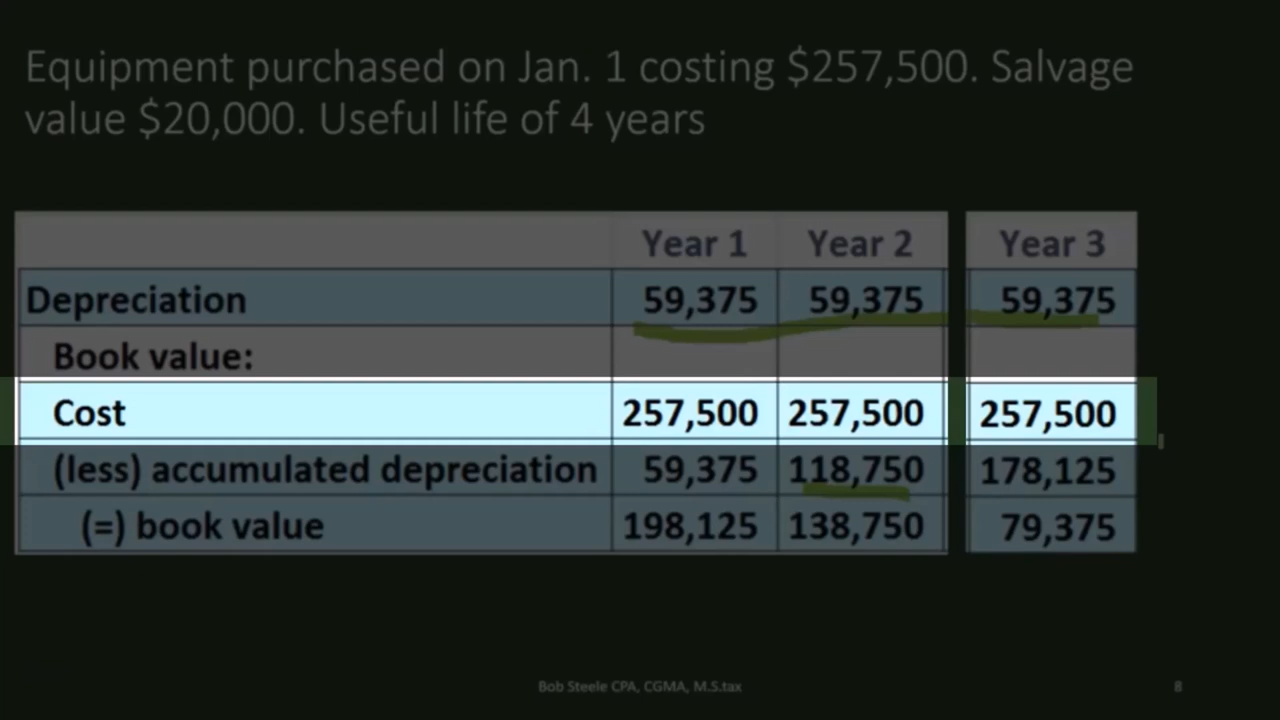 Equipment purchased on Jan. 1 costing $257,500. Salvage
value $20,000. Useful life of 4 years
Year 1 Year 2 Year 3
Depreciation 59,375 59,375 59,375
Book value:
Cost 257,500 257,500 257,500
(less) accumulated depreciation 59,375 118,750 178,125
(=) book value 198,125 138,750 79,375
Bob Steele CPA, CGMA, M.S.tax 8